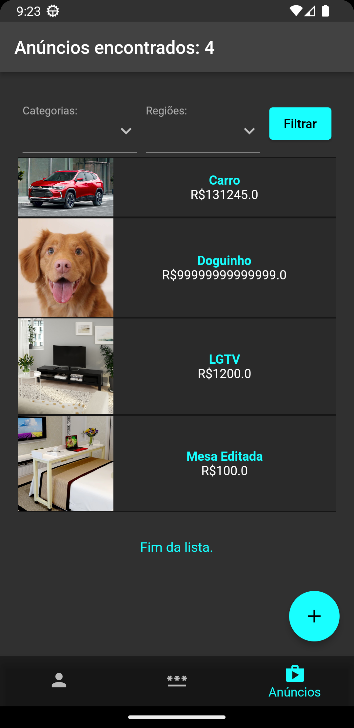 9:23
Anúncios encontrados: 4
Categorias:
Regiões:
Filtrar
Carro
R$131245.0
Doguinho
R$99999999999999.0
LGTV
R$1200.0
Mesa Editada
R$100.0
Fim da lista.
+
***
Anúncios